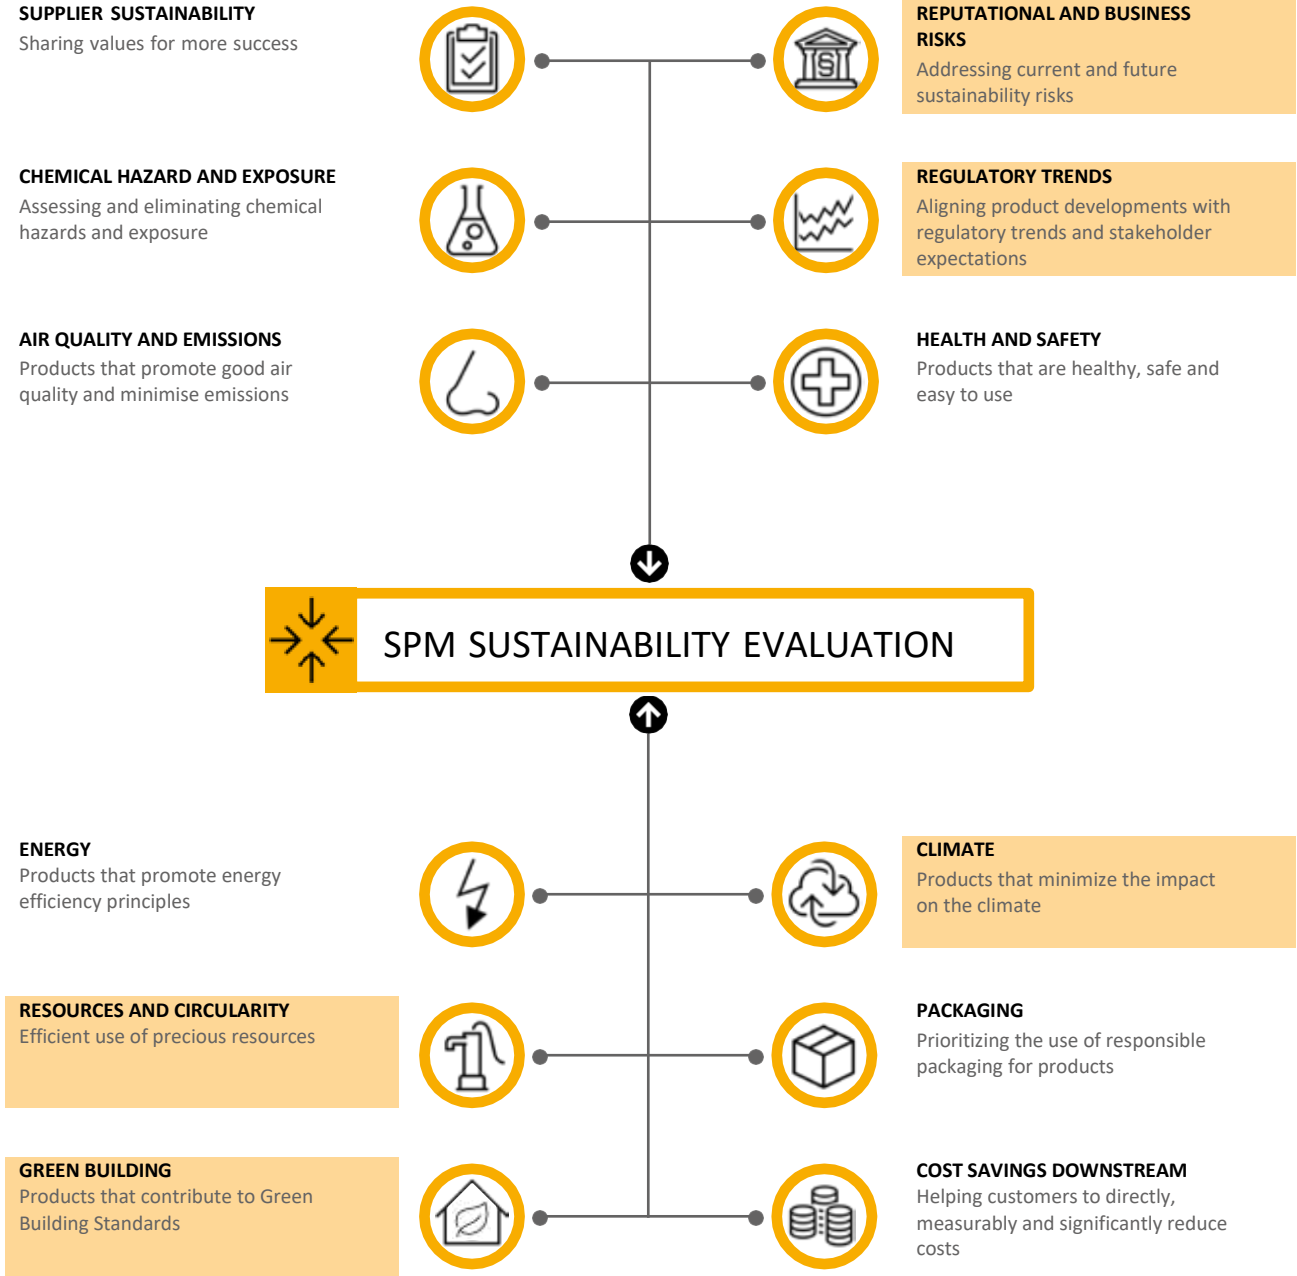 SUPPLIER SUSTAINABILITY
Sharing values for more success
REPUTATIONAL AND BUSINESS
RISKS
Addressing current and future
sustainability risks
CHEMICAL HAZARD AND EXPOSURE
Assessing and eliminating chemical
hazards and exposure
REGULATORY TRENDS
Aligning product developments with
regulatory trends and stakeholder
expectations
AIR QUALITY AND EMISSIONS
Products that promote good air
quality and minimise emissions
HEALTH AND SAFETY
Products that are healthy, safe and
easy to use
SPM SUSTAINABILITY EVALUATION
ENERGY
Products that promote energy
efficiency principles
CLIMATE
Products that minimize the impact
on the climate
RESOURCES AND CIRCULARITY
Efficient use of precious resources
PACKAGING
Prioritizing the use of responsible
packaging for products
GREEN BUILDING
Products that contribute to Green
Building Standards
COST SAVINGS DOWNSTREAM
Helping customers to directly,
measurably and significantly reduce
costs